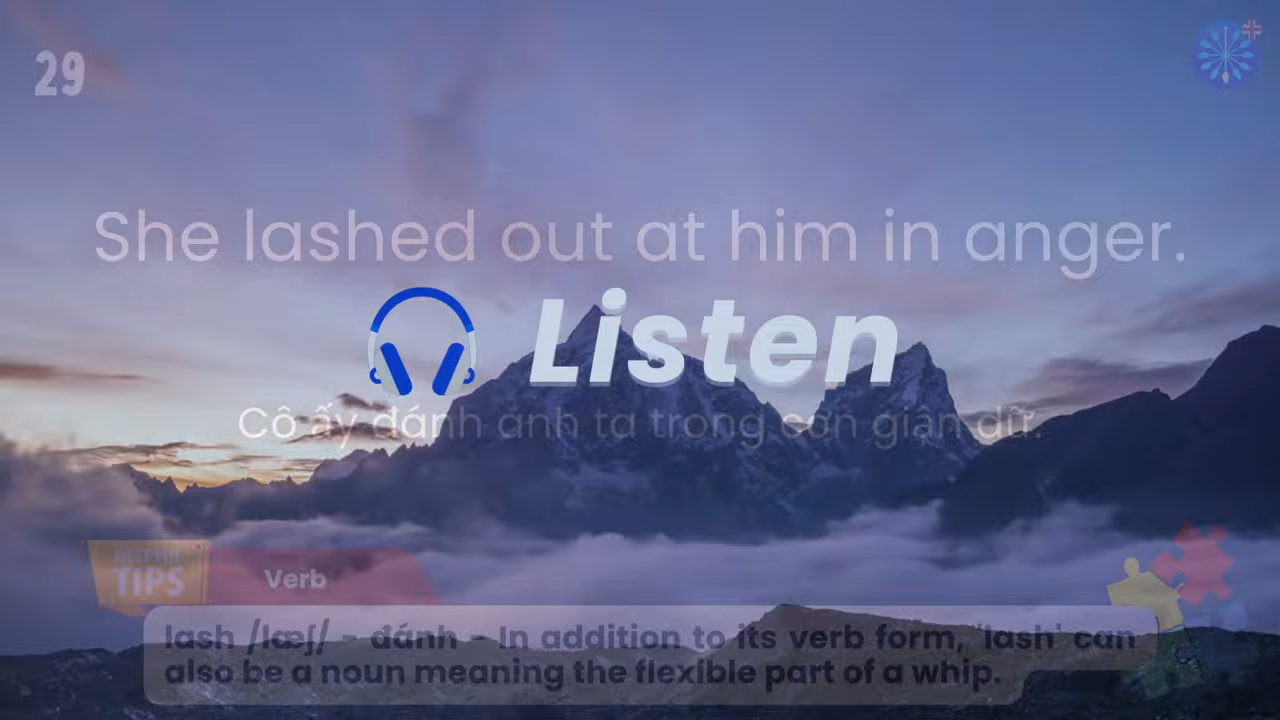 29
She lashed out at him in anger.
Listen
Cô ấy đánh anh ta trong cơn giận dữ.
HELPFUL
TIPS
Verb
lash /læʃ/ - đánh - In addition to its verb form, 'lash' can
also be a noun meaning the flexible part of a whip.